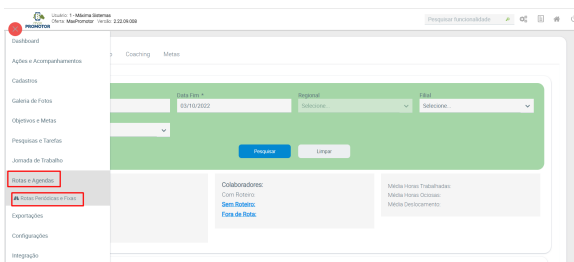 Usuário: 1 - Máxima Sistemas
Oferta: MaxPromotor Versão: 2.22.09.008
PROMOTOR
Pesquisar funcionalidade
Dashboard
Coaching Metas
Ações e Acompanhamentos
Cadastros
Galeria de Fotos
Data Fim *
Regional
Filial
03/10/2022
Selecione
Selecione...
Objetivos e Metas
Pesquisas e Tarefas
Pesquisar
Limpar
Jornada de Trabalho
Rotas e Agendas
Rotas Periódicas e Fixas
Colaboradores:
Com Roteiro:
Sem Roteiro:
Fora de Rota:
Média Horas Trabalhadas:
Média Horas Ociosas:
Média Deslocamento:
Exportações
Configurações
Integração